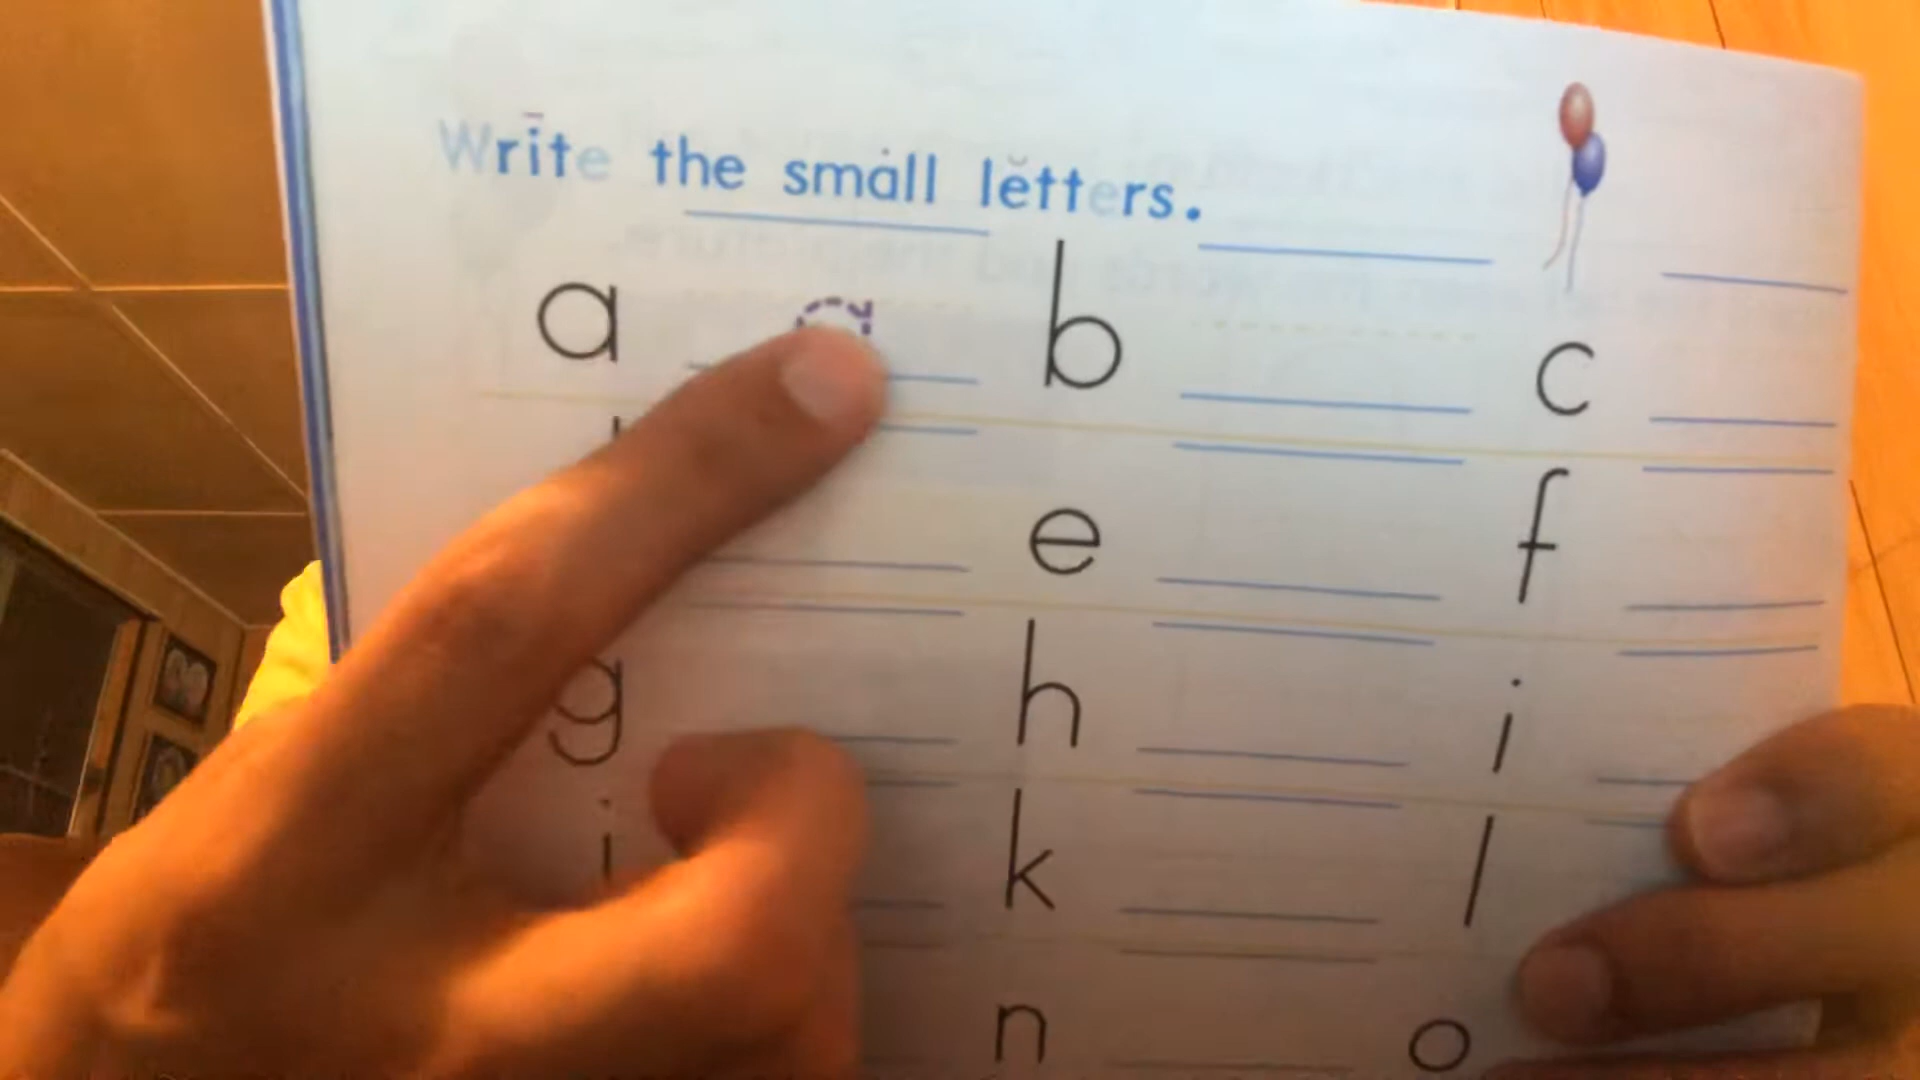 Write the small letters.
a a b c
e f
g h i
j k l
n o